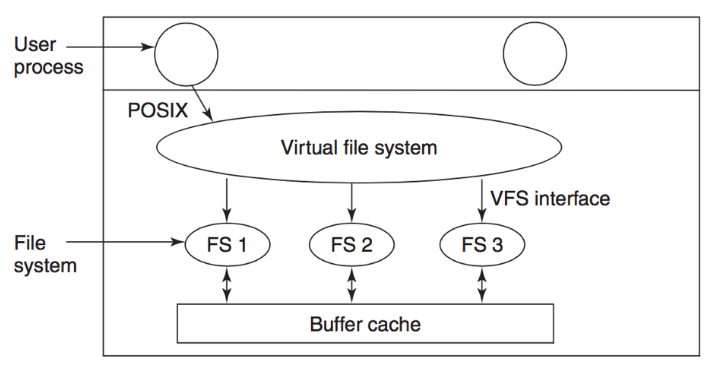 User
process
POSIX
Virtual file system
VFS interface
File
system
FS 1
FS 2
FS 3
Buffer cache